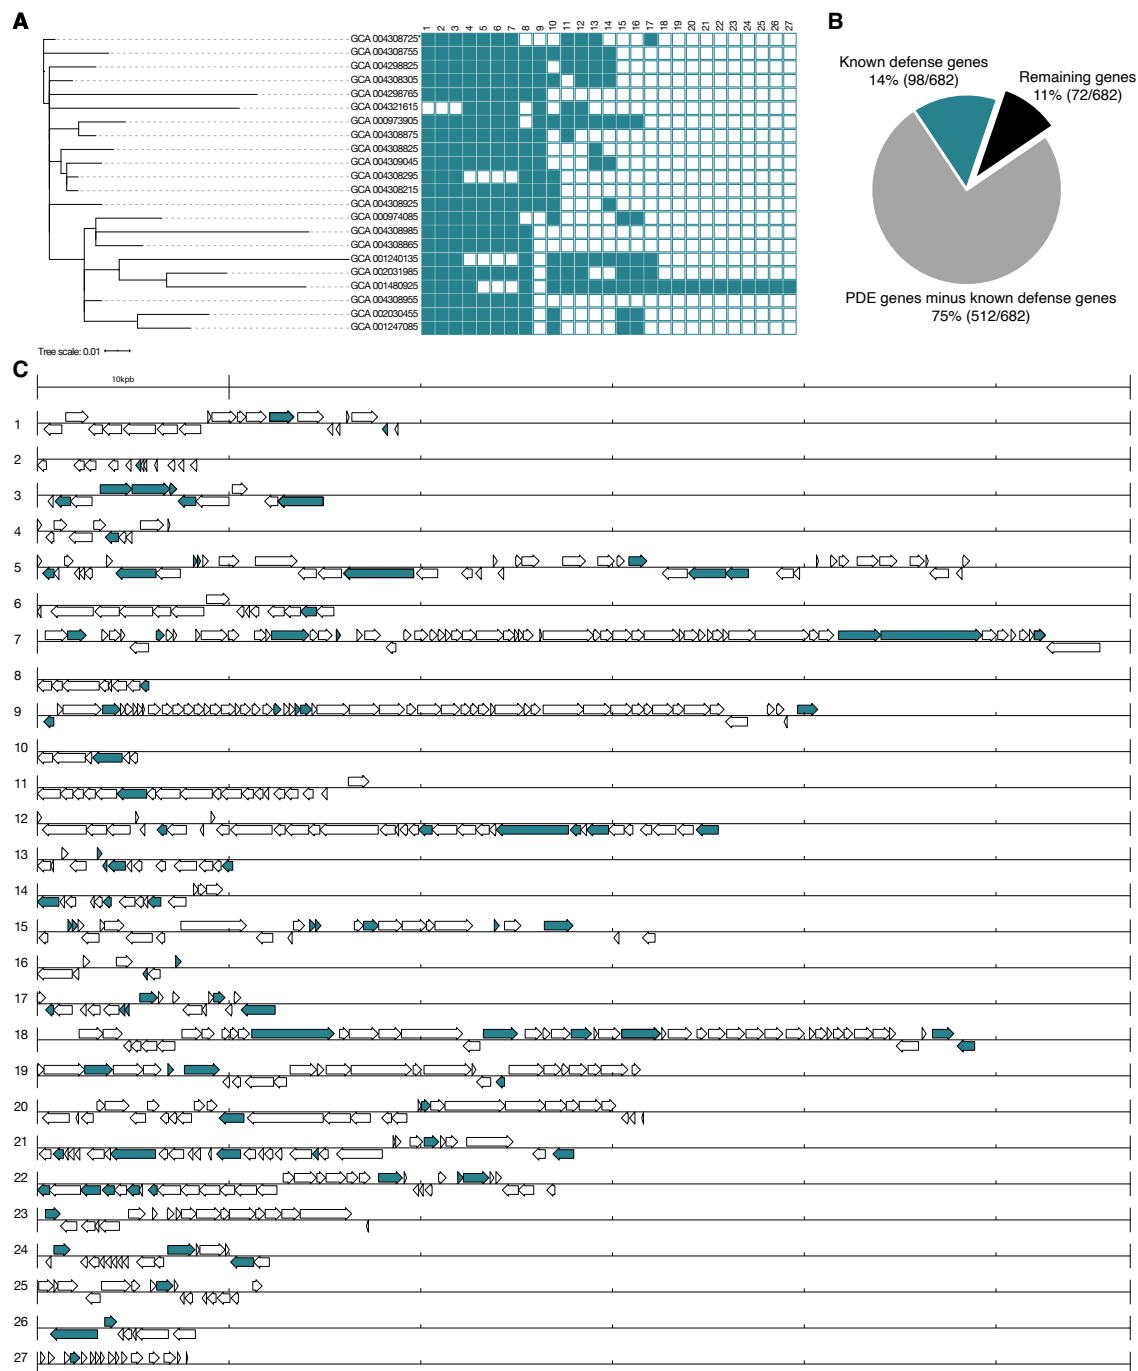 A
1 2 3 4 5 6 7 8 9 10 11 12 13 14 15 16 17 18 19 20 21 22 23 24 25 26 27
GCA 004308725*
GCA 004308755
GCA 004298825
GCA 004308305
GCA 004298765
GCA 004321615
GCA 000973905
GCA 004308875
GCA 004308825
GCA 004309045
GCA 004308295
GCA 004308215
GCA 004308925
GCA 000974085
GCA 004308985
GCA 004308865
GCA 001240135
GCA 002031985
GCA 001480925
GCA 004308955
GCA 002030455
GCA 001247085
Tree scale: 0.01
B
Known defense genes
14% (98/682)
Remaining genes
11% (72/682)
PDE genes minus known defense genes
75% (512/682)
C
10kpb
1
2
3
4
5
6
7
8
9
10
11
12
13
14
15
16
17
18
19
20
21
22
23
24
25
26
27